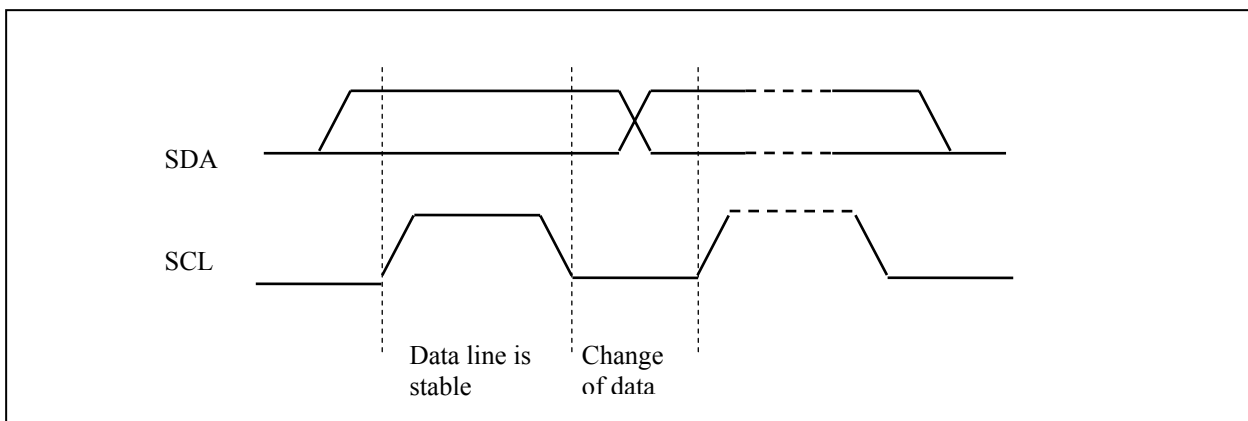 SDA
SCL
Data line is
stable
Change
of data